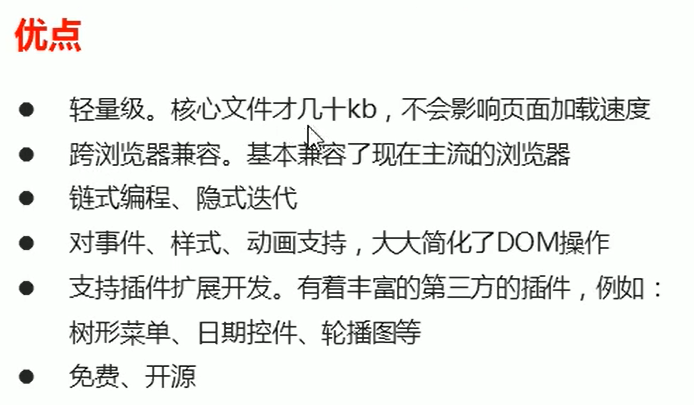 优点
● 轻量级。核心文件才几十kb，不会影响页面加载速度
● 跨浏览器兼容。基本兼容了现在主流的浏览器
● 链式编程、隐式迭代
● 对事件、样式、动画支持，大大简化了DOM操作
● 支持插件扩展开发。有着丰富的第三方的插件，例如：
树形菜单、日期控件、轮播图等
● 免费、开源